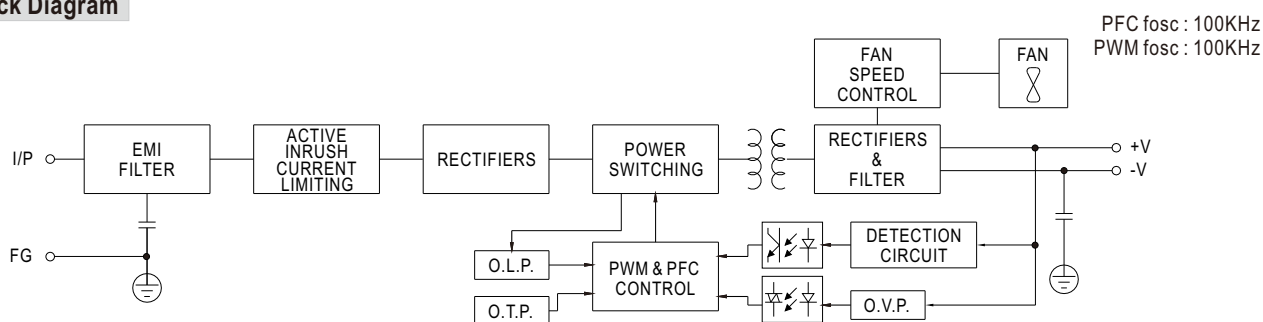 ck Diagram
PFC fosc : 100KHz
PWM fosc : 100KHz
FAN
SPEED
CONTROL
FAN
I/P
EMI
FILTER
ACTIVE
INRUSH
CURRENT
LIMITING
RECTIFIERS
POWER
SWITCHING
RECTIFIERS
&
FILTER
+V
-V
FG
O.L.P.
O.T.P.
PWM & PFC
CONTROL
DETECTION
CIRCUIT
O.V.P.